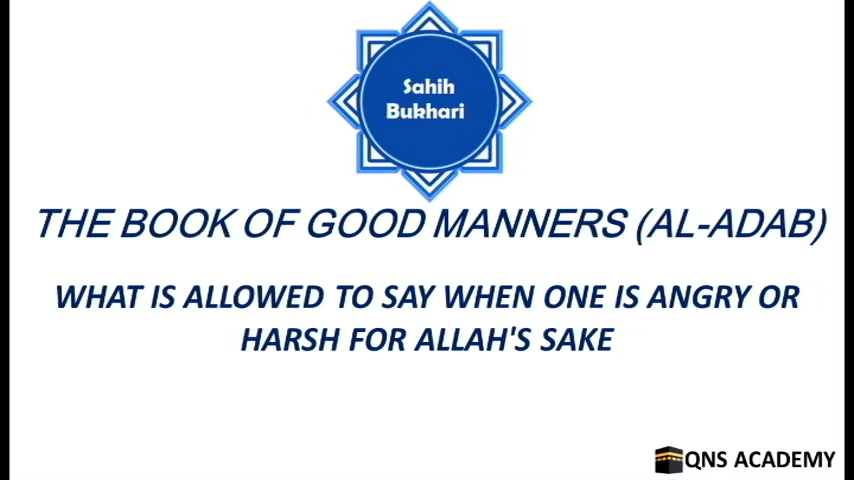 Sahih
Bukhari
THE BOOK OF GOOD MANNERS (AL-ADAB)
WHAT IS ALLOWED TO SAY WHEN ONE IS ANGRY OR
HARSH FOR ALLAH'S SAKE
QNS ACADEMY